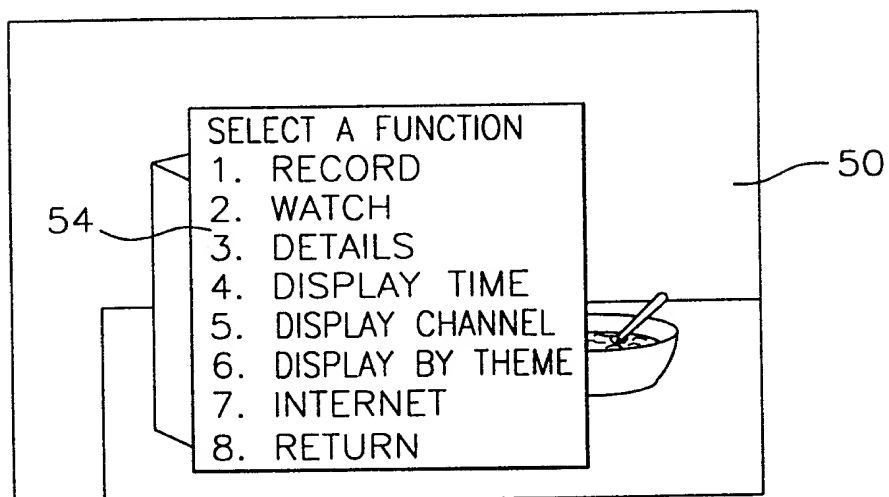 SELECT A FUNCTION
1. RECORD
2. WATCH
3. DETAILS
4. DISPLAY TIME
5. DISPLAY CHANNEL
6. DISPLAY BY THEME
7. INTERNET
8. RETURN
50
54